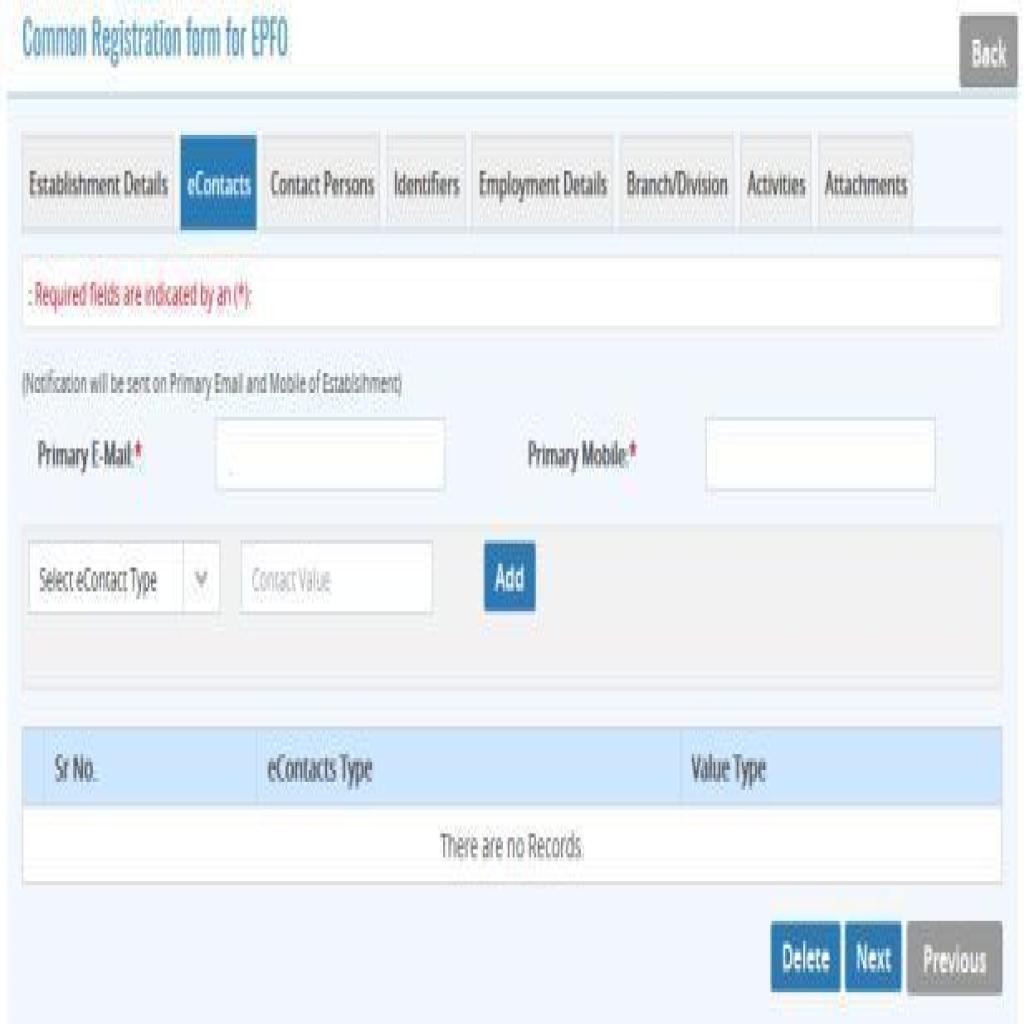 Common Registration form for EPFO
Back
Establishment Details eContacts Contact Persons Identifiers Employment Details Branch/Division Activities Attachments
: Required fields are indicated by an (*):
(Notification will be sent on Primary Email and Mobile of Establsihment)
Primary E-Mail:* Primary Mobile:*
Select eContact Type Contact Value Add
Sr No. eContacts Type Value Type
There are no Records.
Delete Next Previous